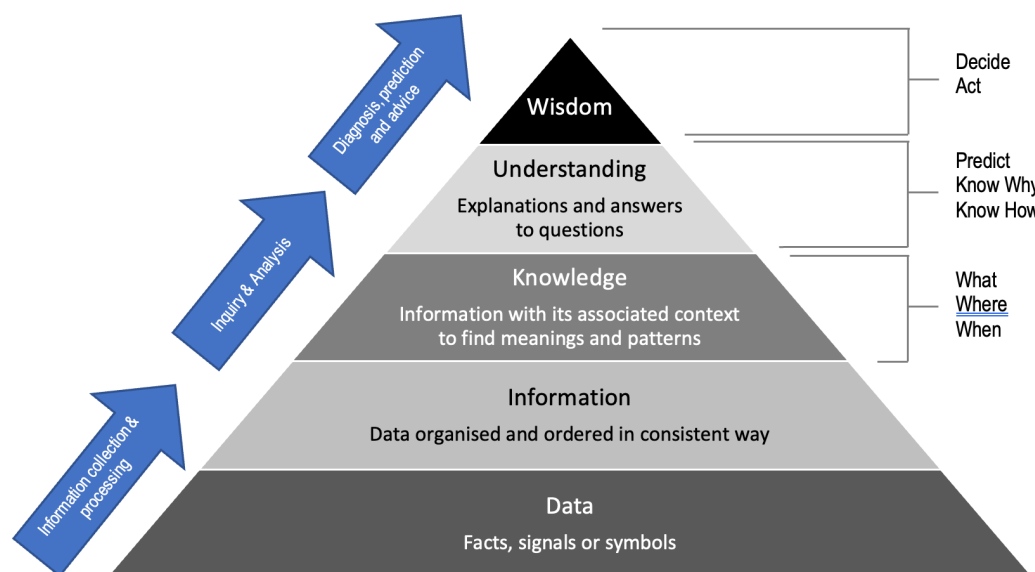 Diagnosis, prediction
and advice
Inquiry & Analysis
Information collection &
processing
Wisdom
Understanding
Explanations and answers
to questions
Knowledge
Information with its associated context
to find meanings and patterns
Information
Data organised and ordered in consistent way
Data
Facts, signals or symbols
Decide
Act
Predict
Know Why
Know How
What
Where
When